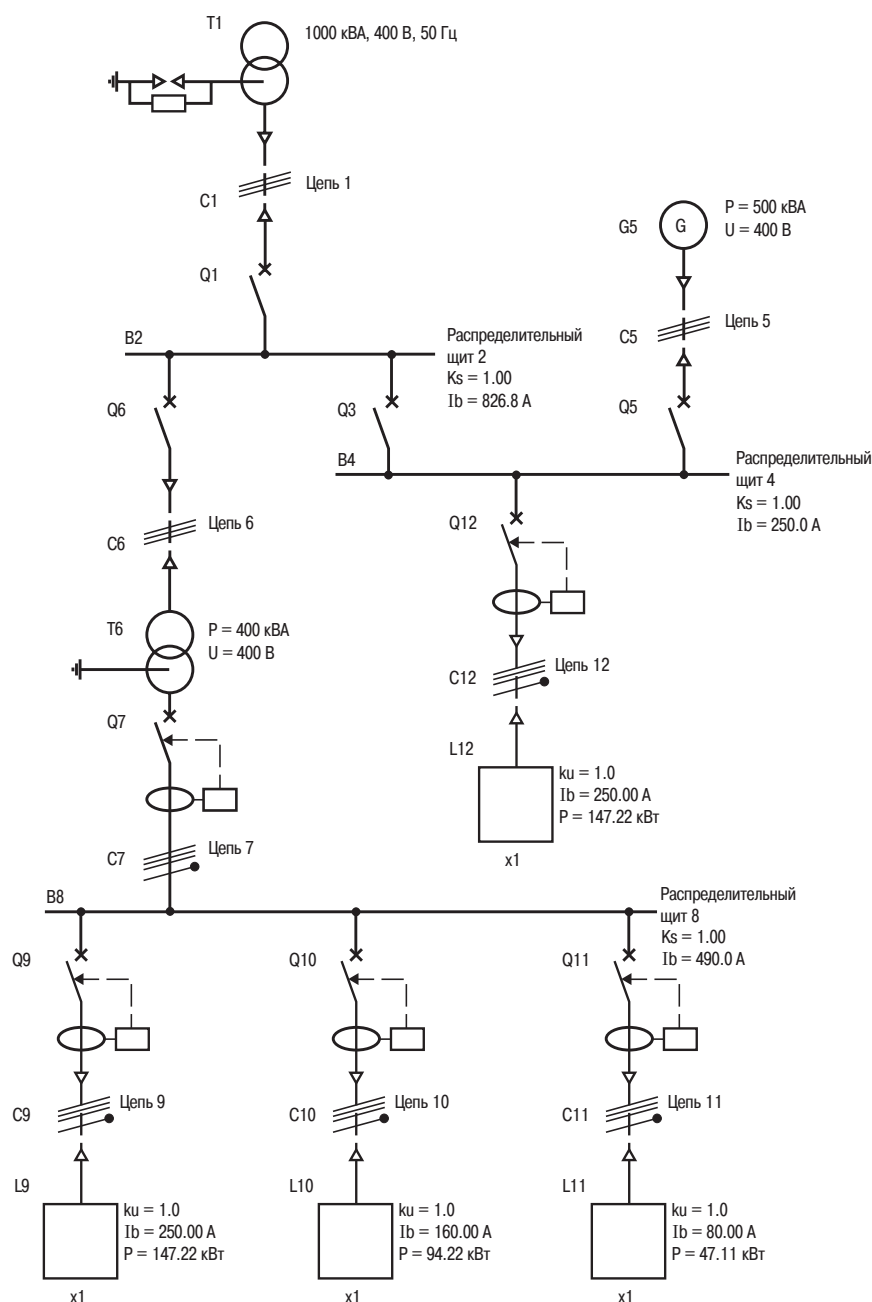 T1
1000 кВА, 400 В, 50 Гц
C1
Цепь 1
Q1
G5
G
P = 500 кВА
U = 400 В
C5
Цепь 5
B2
Распределительный
щит 2
Ks = 1.00
Ib = 826.8 A
Q6
Q3
Q5
B4
Распределительный
щит 4
Ks = 1.00
Ib = 250.0 A
C6
Цепь 6
Q12
T6
P = 400 кВА
U = 400 В
C12
Цепь 12
Q7
L12
ku = 1.0
Ib = 250.00 A
P = 147.22 кВт
x1
C7
Цепь 7
B8
Распределительный
щит 8
Ks = 1.00
Ib = 490.0 A
Q9
Q10
Q11
C9
Цепь 9
C10
Цепь 10
C11
Цепь 11
L9
ku = 1.0
Ib = 250.00 A
P = 147.22 кВт
x1
L10
ku = 1.0
Ib = 160.00 A
P = 94.22 кВт
x1
L11
ku = 1.0
Ib = 80.00 A
P = 47.11 кВт
x1